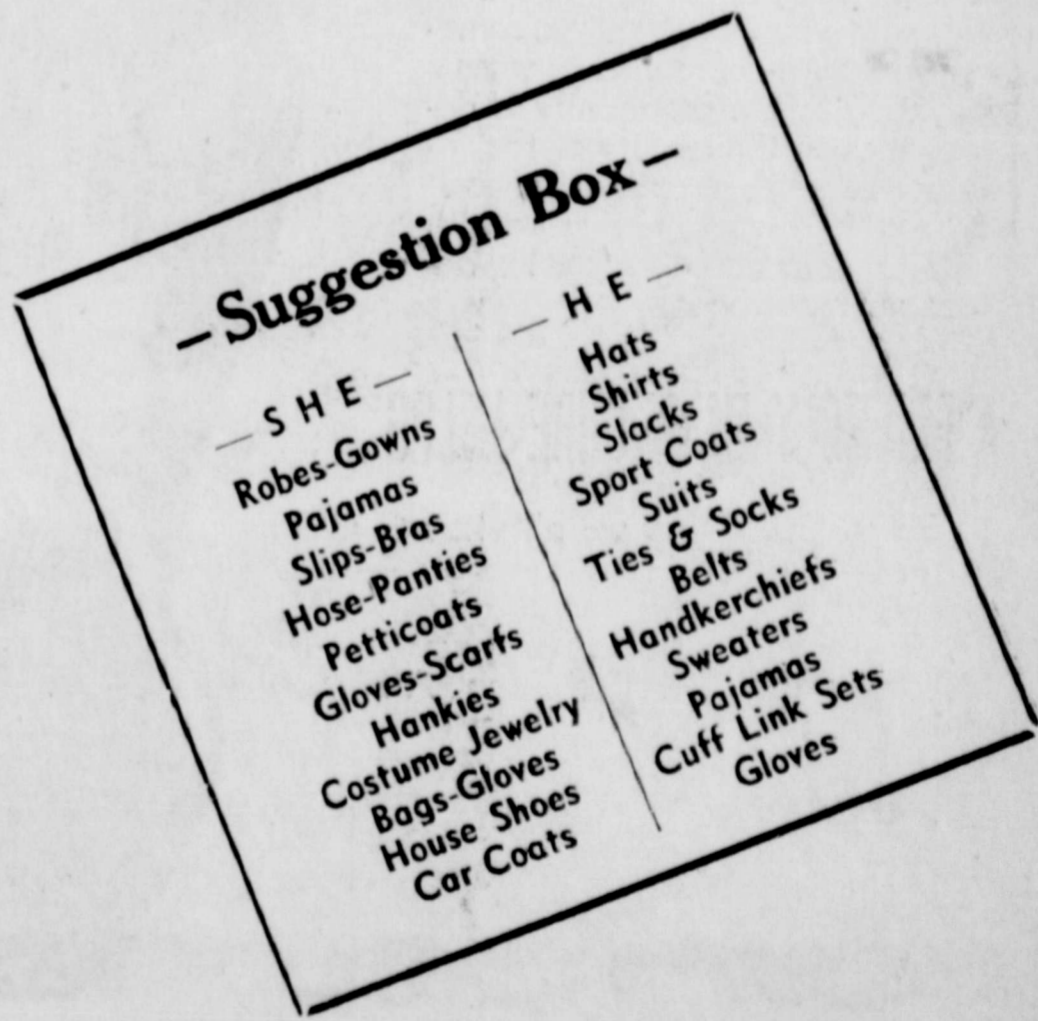 – Suggestion Box –
— S H E —
Robes-Gowns
Pajamas
Slips-Bras
Hose-Panties
Petticoats
Gloves-Scarfs
Hankies
Costume Jewelry
Bags-Gloves
House Shoes
Car Coats
— H E —
Hats
Shirts
Slacks
Sport Coats
Suits
Ties & Socks
Belts
Handkerchiefs
Sweaters
Pajamas
Cuff Link Sets
Gloves